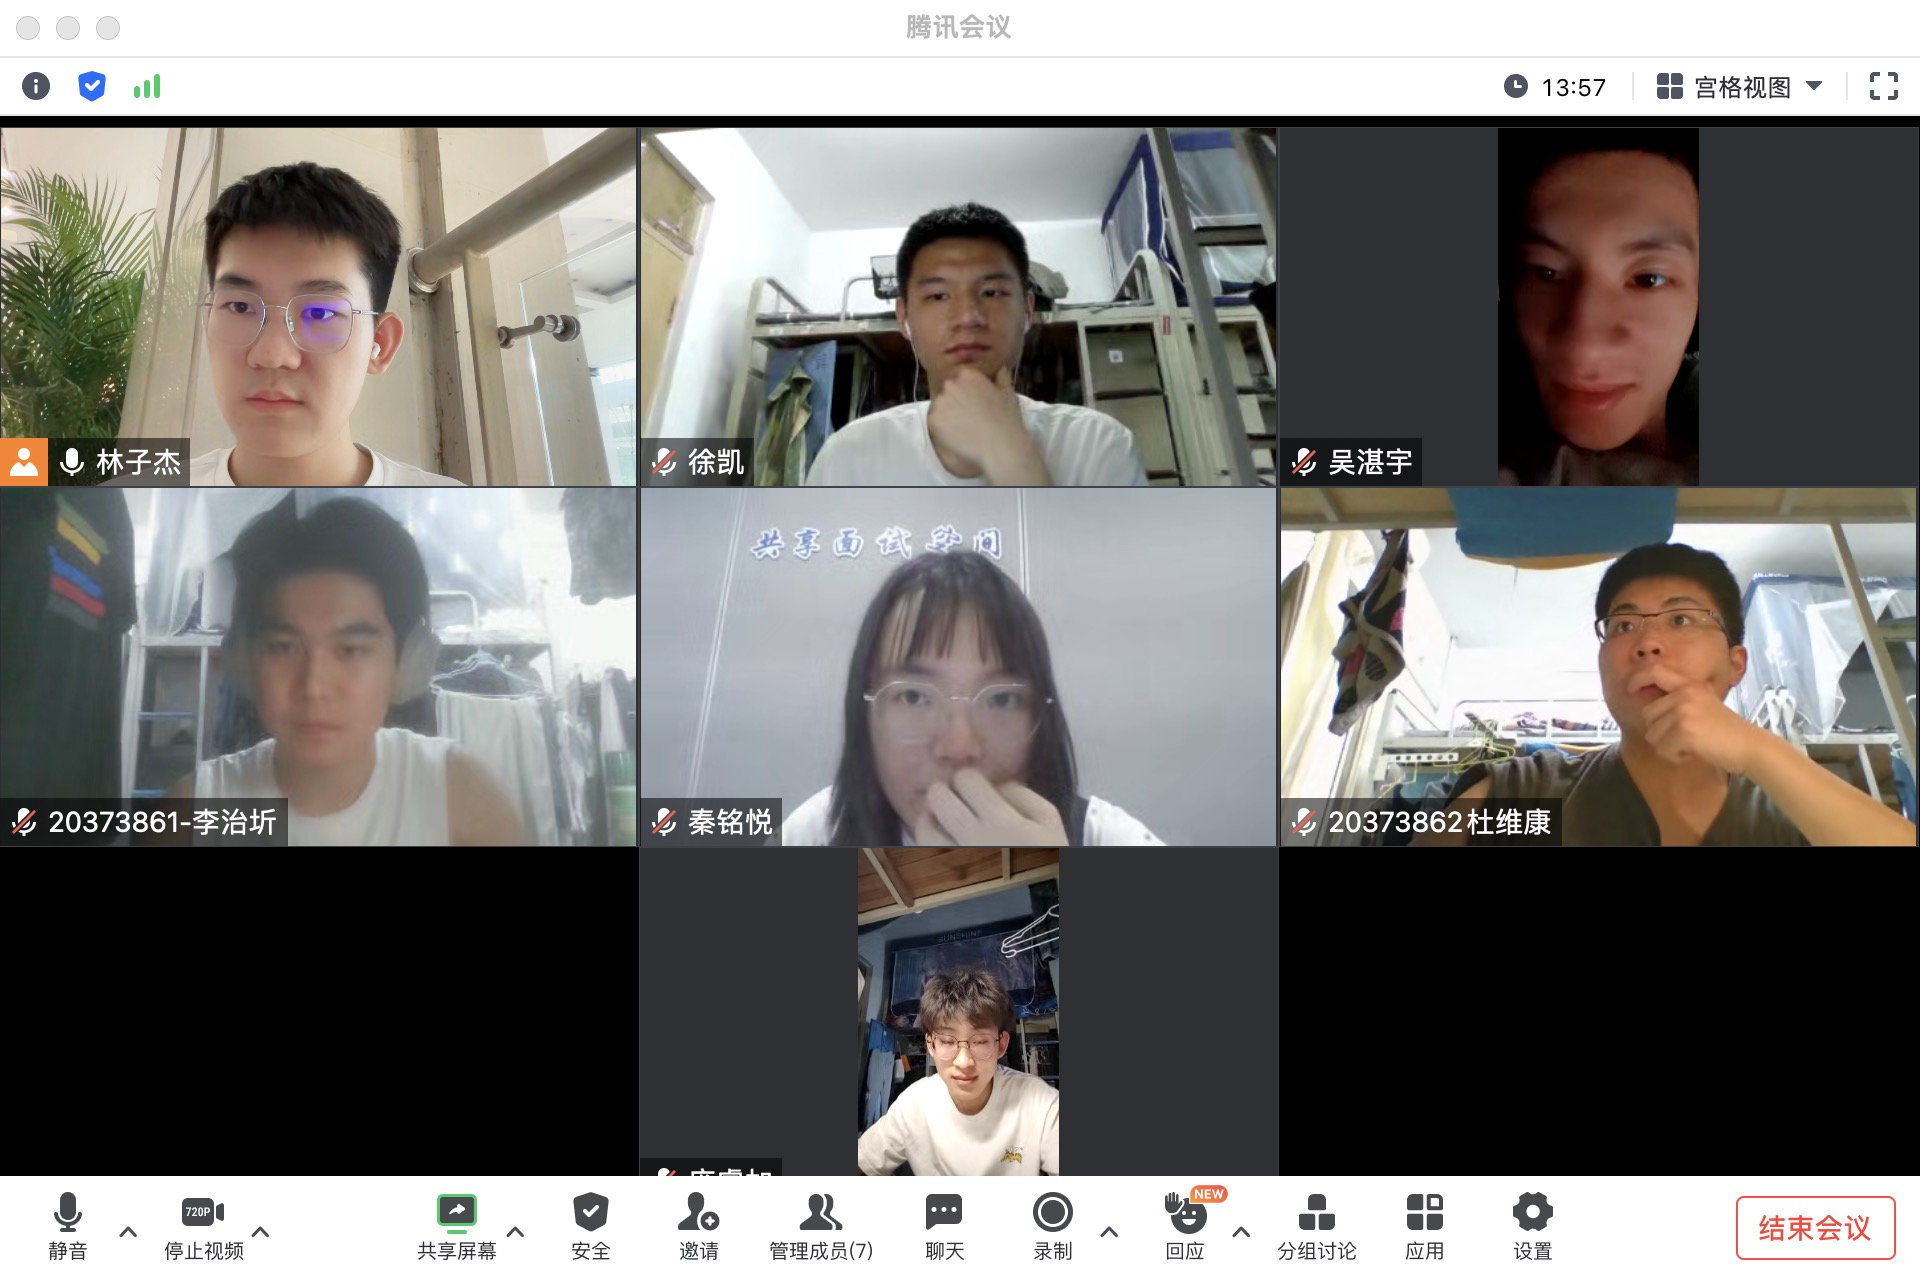 腾讯会议
13:57
宫格视图
林子杰
徐凯
吴湛宇
共享面试空间
20373861-李治圻
秦铭悦
20373862杜维康
SUNSHINE
720P
NEW
静音
停止视频
共享屏幕
安全
邀请
管理成员(7)
聊天
录制
回应
分组讨论
应用
设置
结束会议